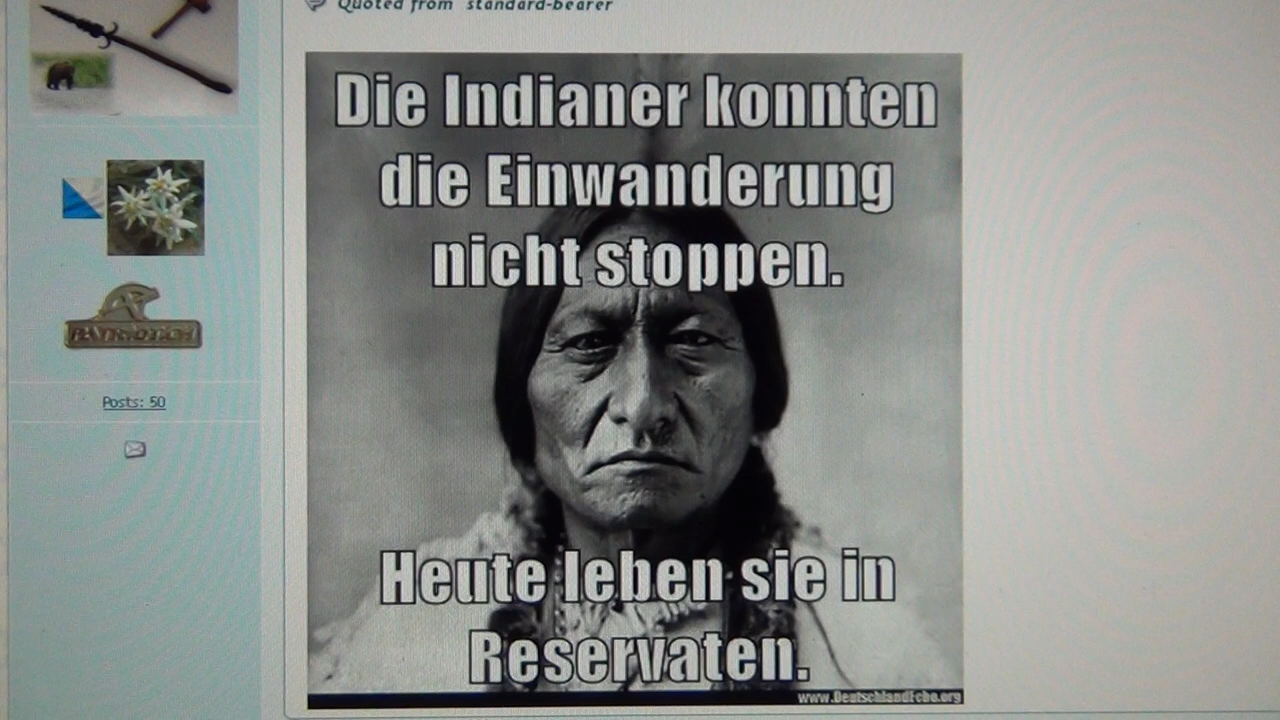 Quoted from standard-bearer
Die Indianer konnten
die Einwanderung
nicht stoppen.
PATRIOTICA
Posts: 50
Heute leben sie in
Reservaten.
www.DeutschlandEcho.org